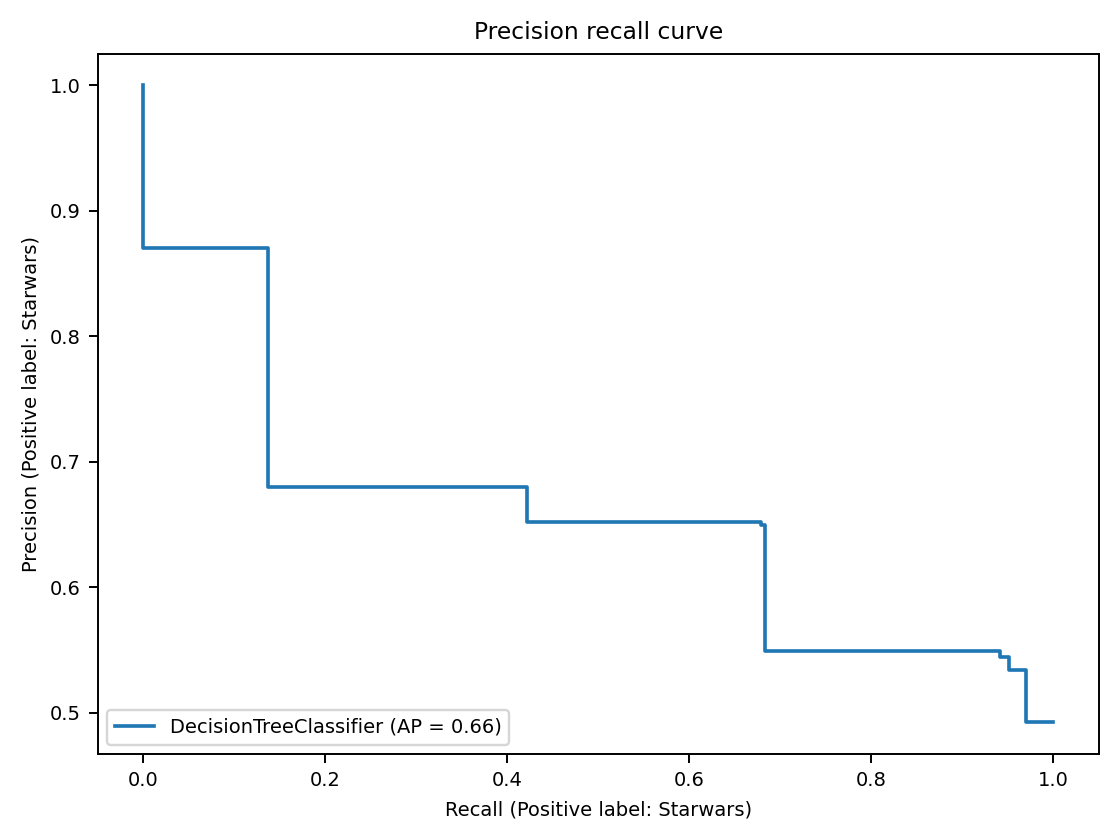 Precision recall curve
Precision (Positive label: Starwars)
1.0
0.9
0.8
0.7
0.6
0.5
DecisionTreeClassifier (AP = 0.66)
0.0 0.2 0.4 0.6 0.8 1.0
Recall (Positive label: Starwars)